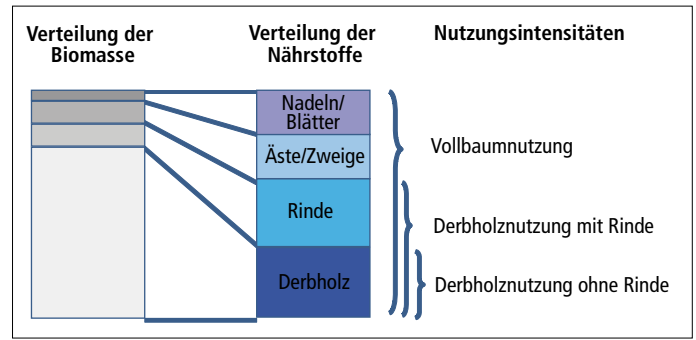 Verteilung der
Biomasse
Verteilung der
Nährstoffe
Nutzungsintensitäten
Nadeln/
Blätter
Äste/Zweige
Rinde
Derbholz
Vollbaumnutzung
Derbholznutzung mit Rinde
Derbholznutzung ohne Rinde